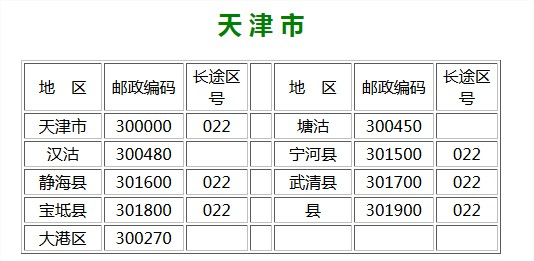 天津市
地 区 邮政编码 长途区号 地 区 邮政编码 长途区号
天津市 300000 022 塘沽 300450
汉沽 300480 宁河县 301500 022
静海县 301600 022 武清县 301700 022
宝坻县 301800 022 县 301900 022
大港区 300270